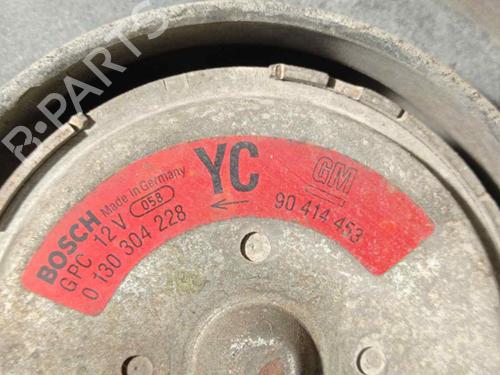 BOSCH Made in Germany
GPC 12V 058
0 130 304 228
YC
GM
90 414 453
B-PARTS